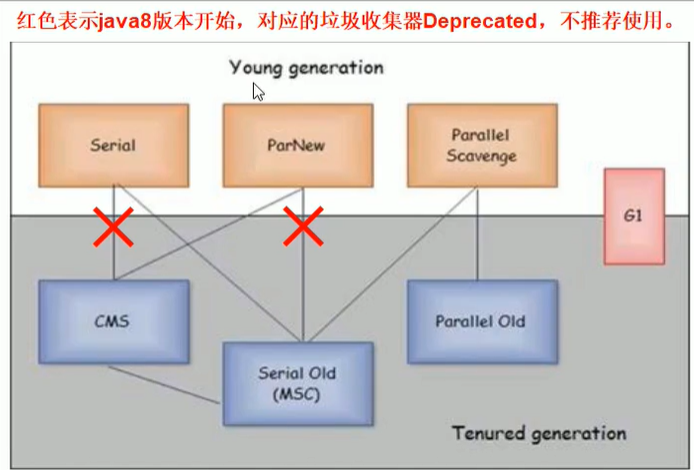 红色表示java8版本开始，对应的垃圾收集器Deprecated，不推荐使用。
Young generation
Serial
ParNew
Parallel
Scavenge
G1
CMS
Serial Old
(MSC)
Parallel Old
Tenured generation